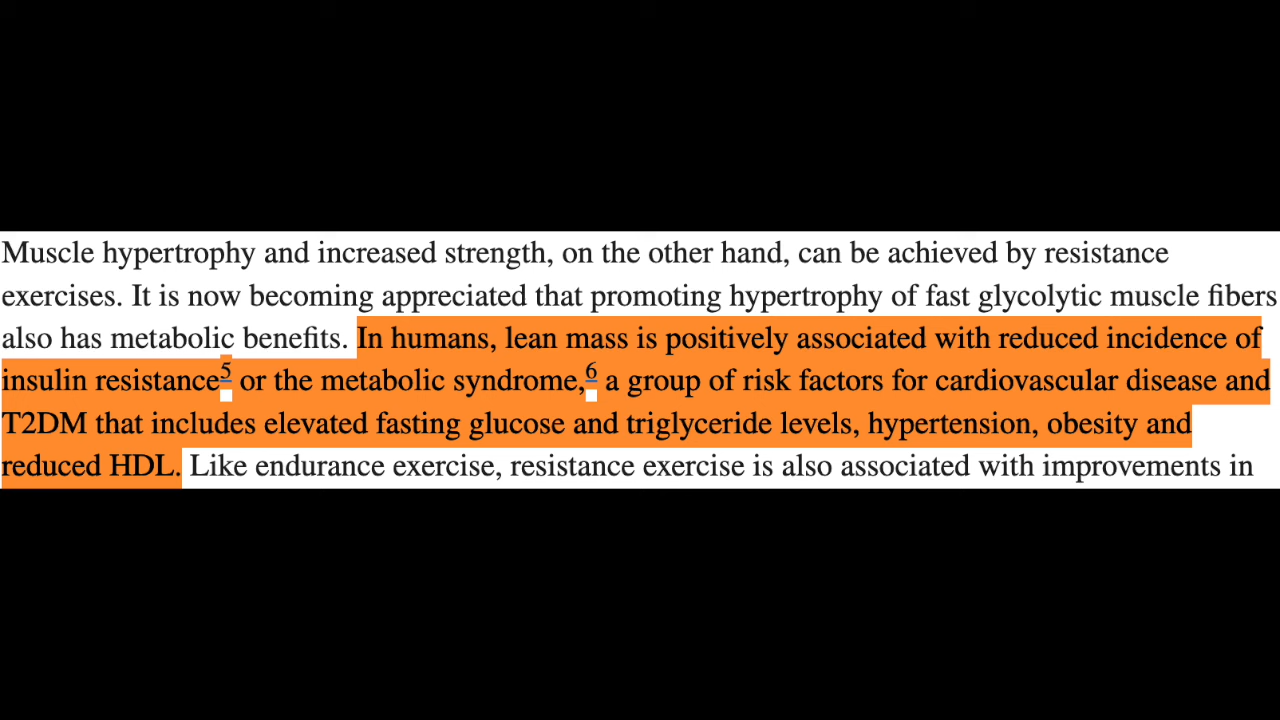 Muscle hypertrophy and increased strength, on the other hand, can be achieved by resistance
exercises. It is now becoming appreciated that promoting hypertrophy of fast glycolytic muscle fibers
also has metabolic benefits. In humans, lean mass is positively associated with reduced incidence of
insulin resistance5 or the metabolic syndrome,6 a group of risk factors for cardiovascular disease and
T2DM that includes elevated fasting glucose and triglyceride levels, hypertension, obesity and
reduced HDL. Like endurance exercise, resistance exercise is also associated with improvements in